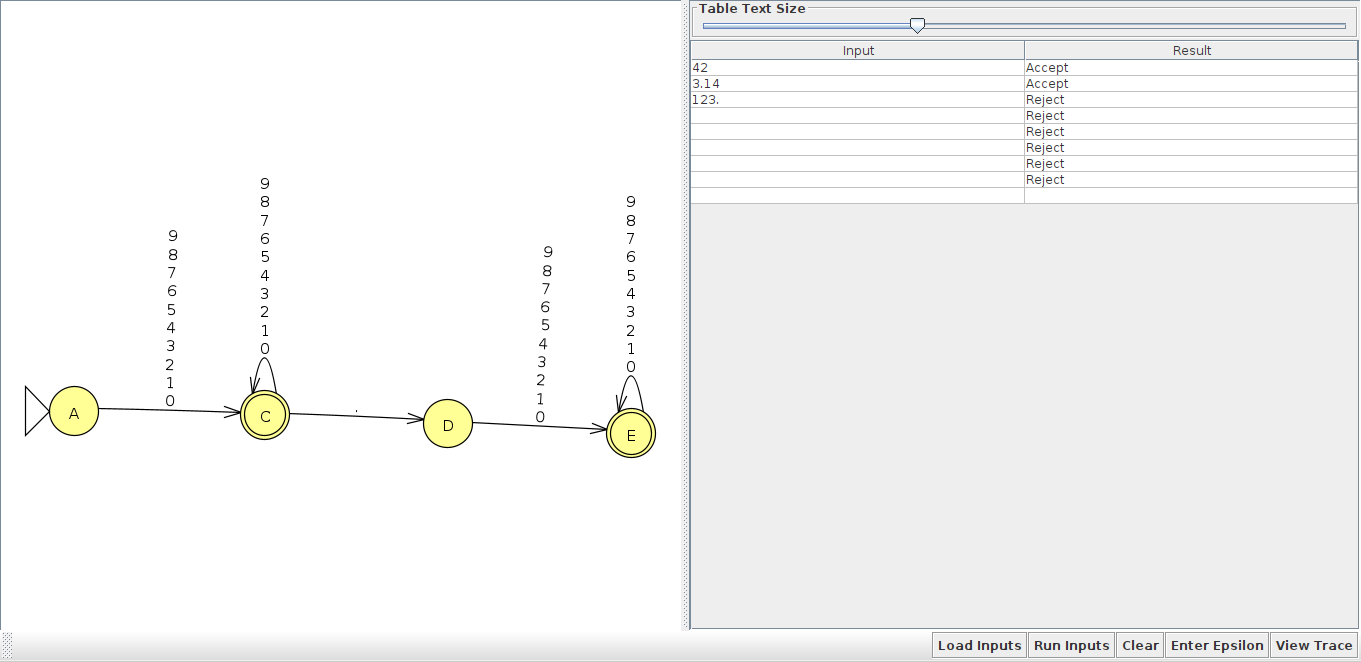 Table Text Size
Input Result
42 Accept
3.14 Accept
123. Reject
Reject
Reject
Reject
Reject
Reject
9
8
7
6
5
4
3
2
1
0
9
8
7
6
5
4
3
2
1
0
9
8
7
6
5
4
3
2
1
0
9
8
7
6
5
4
3
2
1
0
A
C
.
D
E
Load Inputs Run Inputs Clear Enter Epsilon View Trace